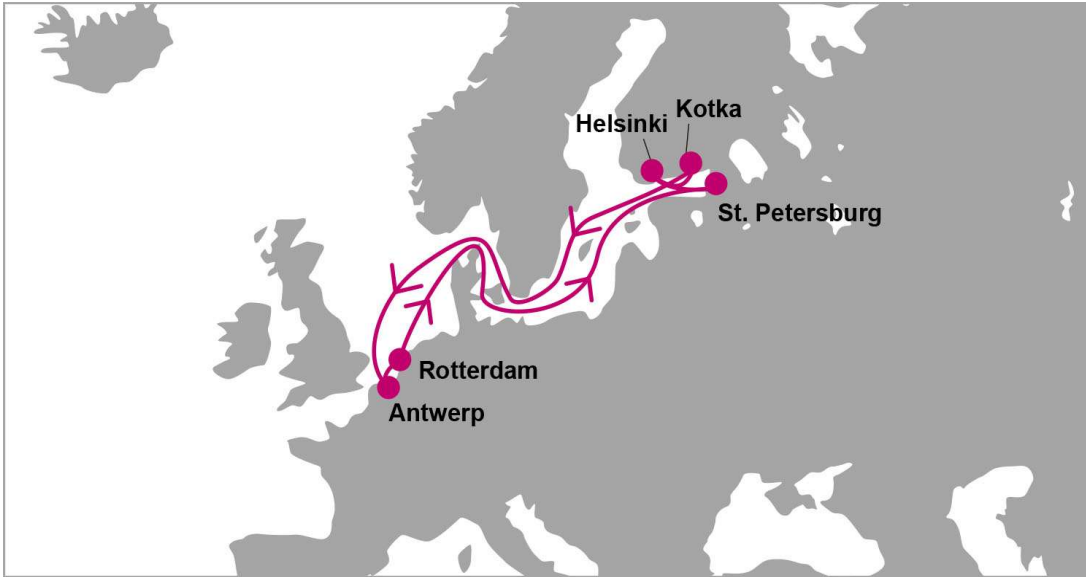 Kotka
Helsinki
St. Petersburg
Rotterdam
Antwerp